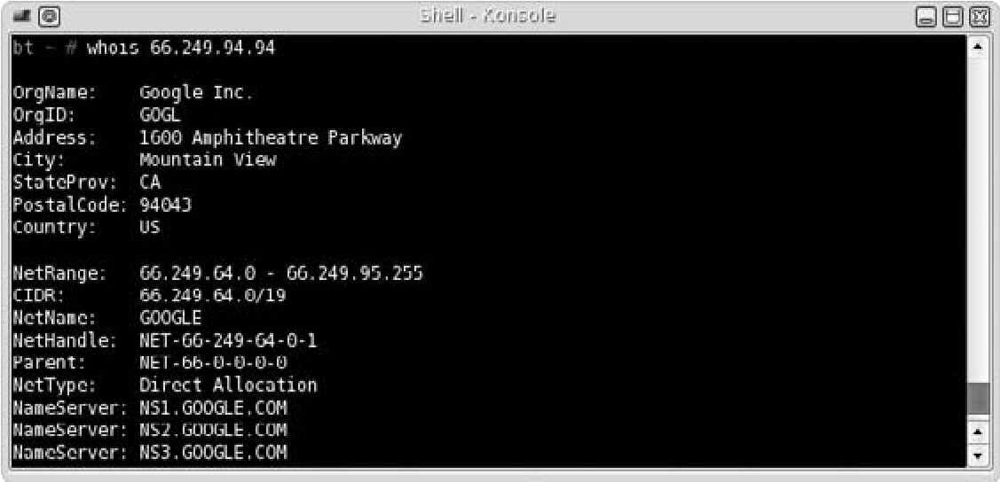 Shell - Konsole
bt ~ # whois 66.249.94.94
OrgName: Google Inc.
OrgID: GOGL
Address: 1600 Amphitheatre Parkway
City: Mountain View
StateProv: CA
PostalCode: 94043
Country: US
NetRange: 66.249.64.0 - 66.249.95.255
CIDR: 66.249.64.0/19
NetName: GOOGLE
NetHandle: NET-66-249-64-0-1
Parent: NET-66-0-0-0-0
NetType: Direct Allocation
NameServer: NS1.GOOGLE.COM
NameServer: NS2.GOOGLE.COM
NameServer: NS3.GOOGLE.COM